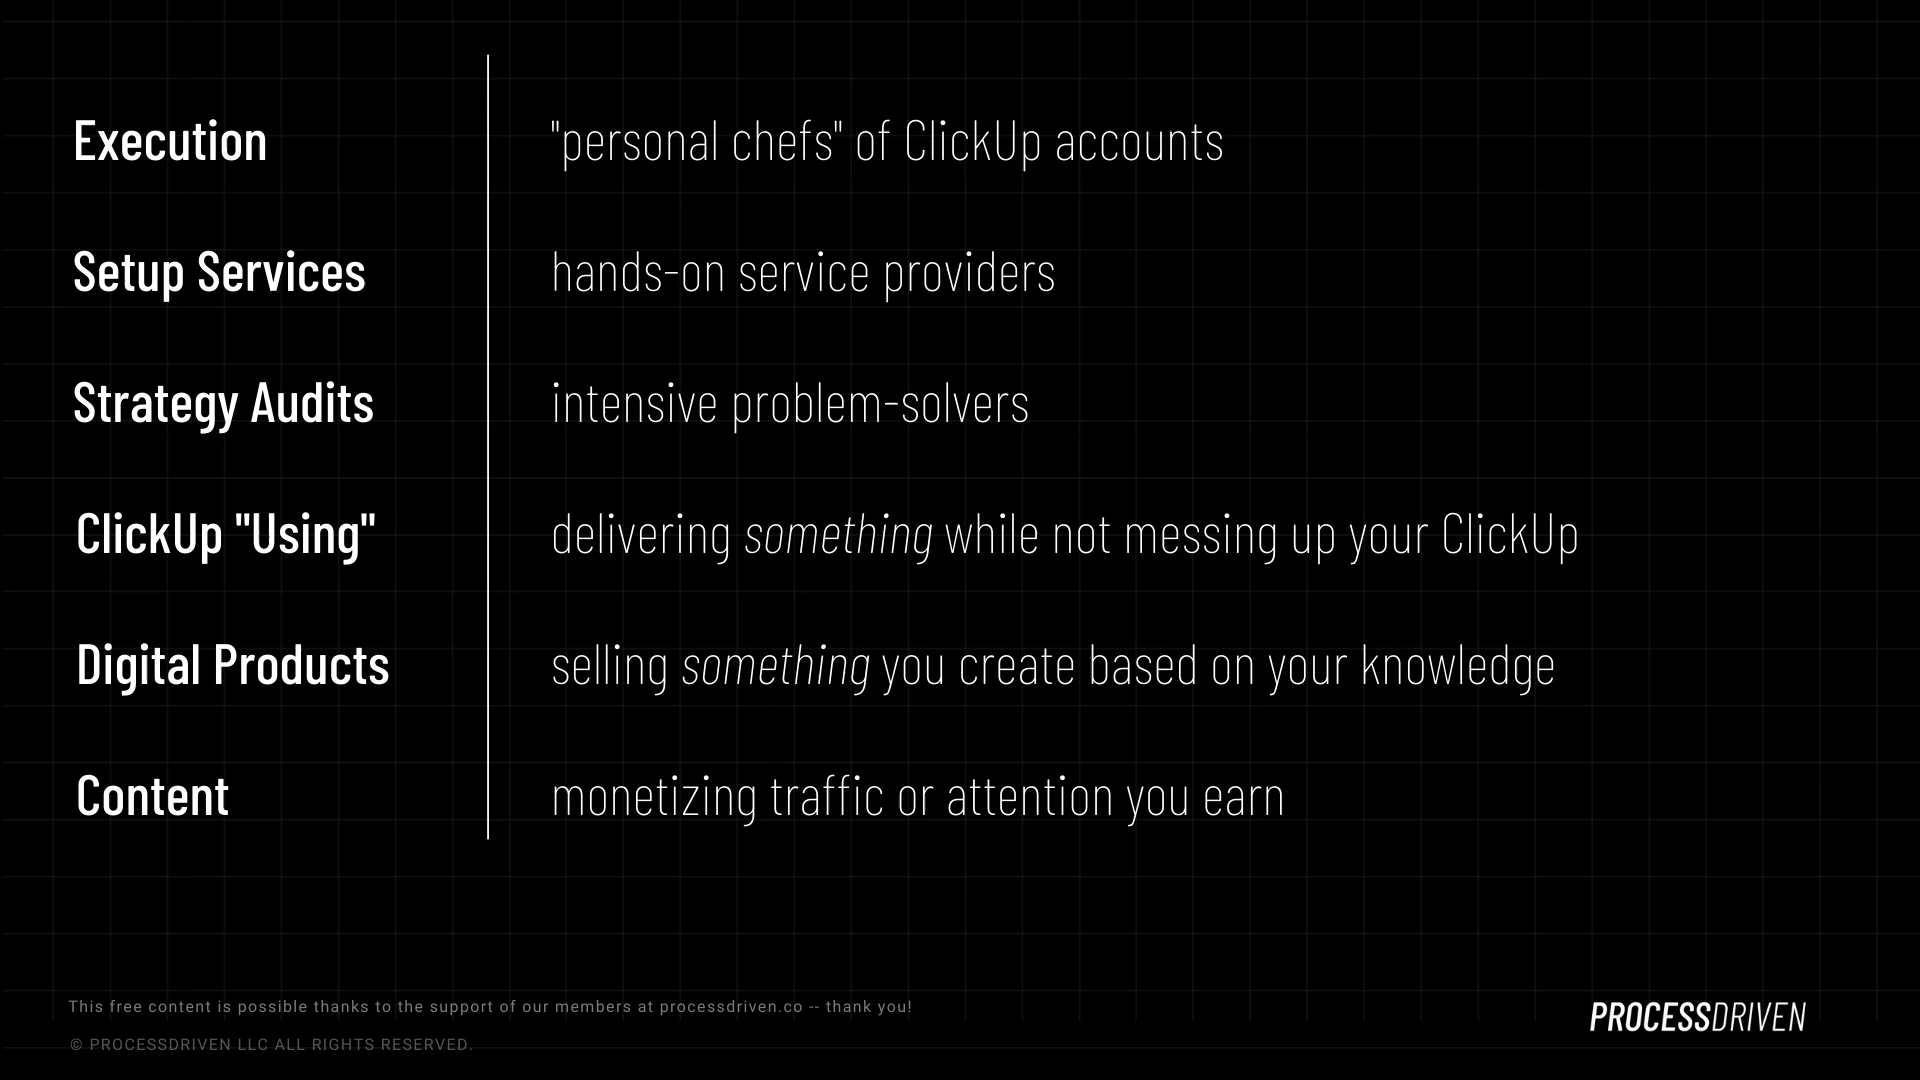 Execution "personal chefs" of ClickUp accounts
Setup Services hands-on service providers
Strategy Audits intensive problem-solvers
ClickUp "Using" delivering something while not messing up your ClickUp
Digital Products selling something you create based on your knowledge
Content monetizing traffic or attention you earn
This free content is possible thanks to the support of our members at processdriven.co -- thank you!
PROCESSDRIVEN
© PROCESSDRIVEN LLC ALL RIGHTS RESERVED.